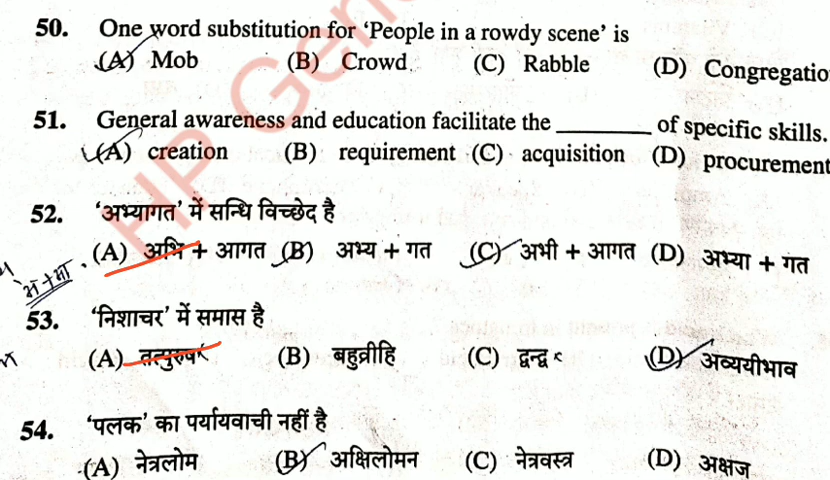 50. One word substitution for ‘People in a rowdy scene’ is
(A) Mob (B) Crowd (C) Rabble (D) Congregatio
51. General awareness and education facilitate the ________ of specific skills.
(A) creation (B) requirement (C) acquisition (D) procurement
52. ‘अभ्यागत’ में सन्धि विच्छेद है
(A) अभि + आगत (B) अभ्य + गत (C) अभी + आगत (D) अभ्या + गत
53. ‘निशाचर’ में समास है
(A) तत्पुरुष (B) बहुव्रीहि (C) द्वन्द्व (D) अव्ययीभाव
54. ‘पलक’ का पर्यायवाची नहीं है
(A) नेत्रलोम (B) अक्षिलोमन (C) नेत्रवस्त्र (D) अक्षज
HP Gen